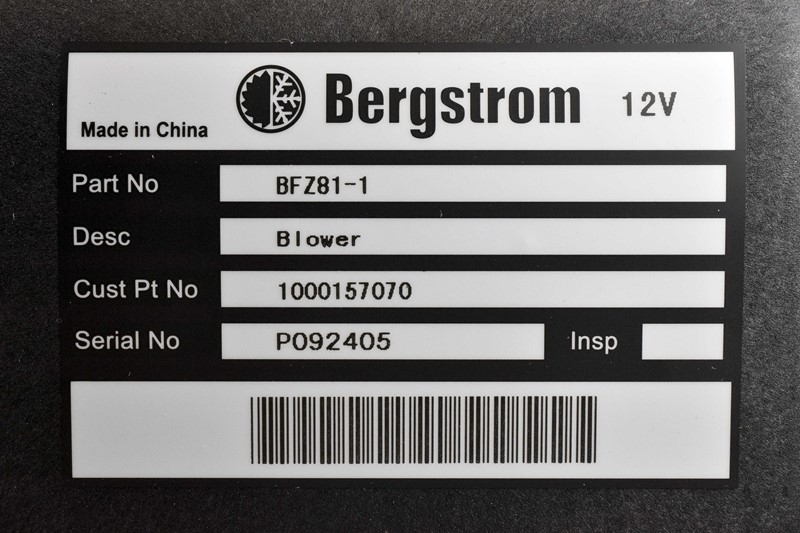 Made in China Bergstrom 12V
Part No BFZ81-1
Desc Blower
Cust Pt No 1000157070
Serial No P092405 Insp